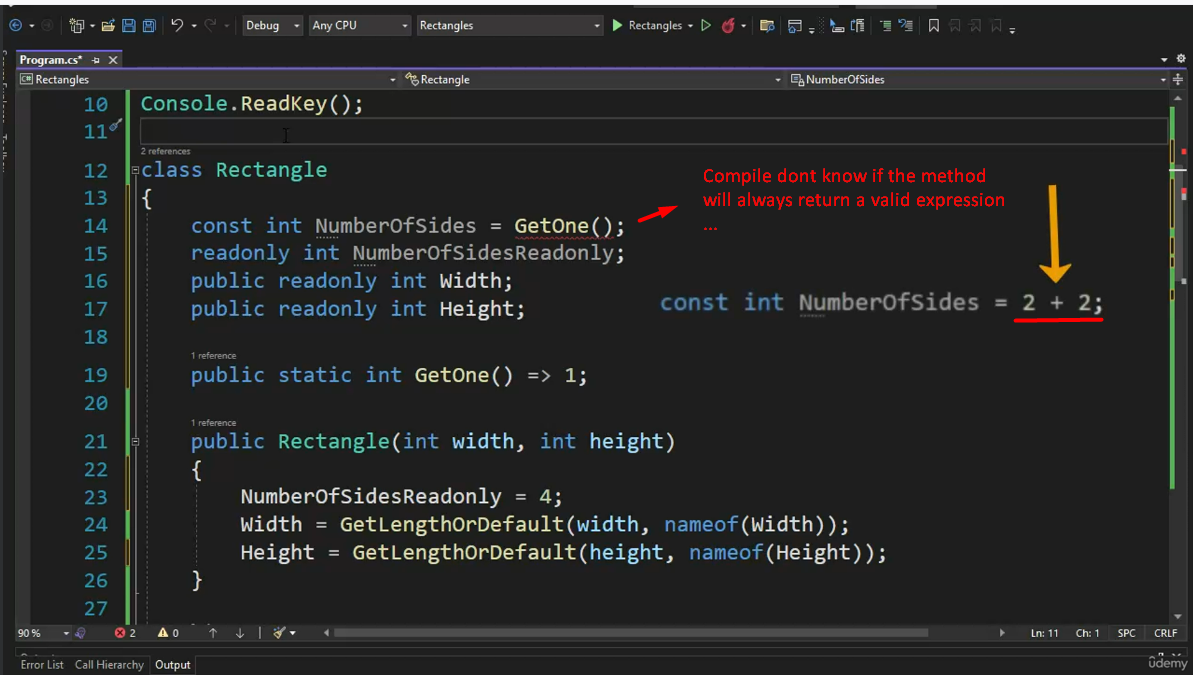 Debug
Any CPU
Rectangles
Rectangles
Program.cs*
Rectangles
Rectangle
NumberOfSides
10 Console.ReadKey();
11
2 references
12 class Rectangle
13 {
14 const int NumberOfSides = GetOne();
15 readonly int NumberOfSidesReadonly;
16 public readonly int Width;
17 public readonly int Height;
18
1 reference
19 public static int GetOne() => 1;
20
1 reference
21 public Rectangle(int width, int height)
22 {
23 NumberOfSidesReadonly = 4;
24 Width = GetLengthOrDefault(width, nameof(Width));
25 Height = GetLengthOrDefault(height, nameof(Height));
26 }
27
Compile dont know if the method
will always return a valid expression
...
const int NumberOfSides = 2 + 2;
90 %
2
0
Ln: 11
Ch: 1
SPC
CRLF
Error List
Call Hierarchy
Output
ûdemy